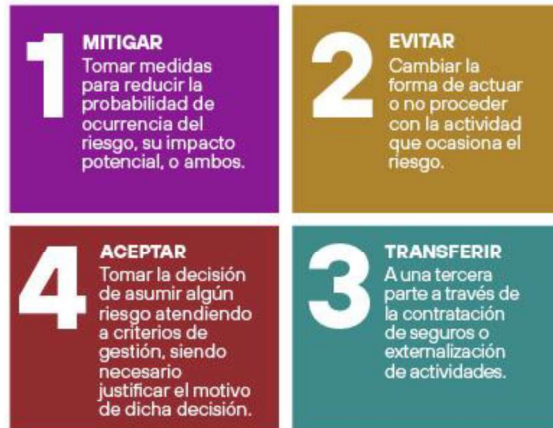 1
MITIGAR
Tomar medidas
para reducir la
probabilidad de
ocurrencia del
riesgo, su impacto
potencial, o ambos.
2
EVITAR
Cambiar la
forma de actuar
o no proceder
con la actividad
que ocasiona el
riesgo.
4
ACEPTAR
Tomar la decisión
de asumir algún
riesgo atendiendo
a criterios de
gestión, siendo
necesario
justificar el motivo
de dicha decisión.
3
TRANSFERIR
A una tercera
parte a través de
la contratación
de seguros o
externalización
de actividades.